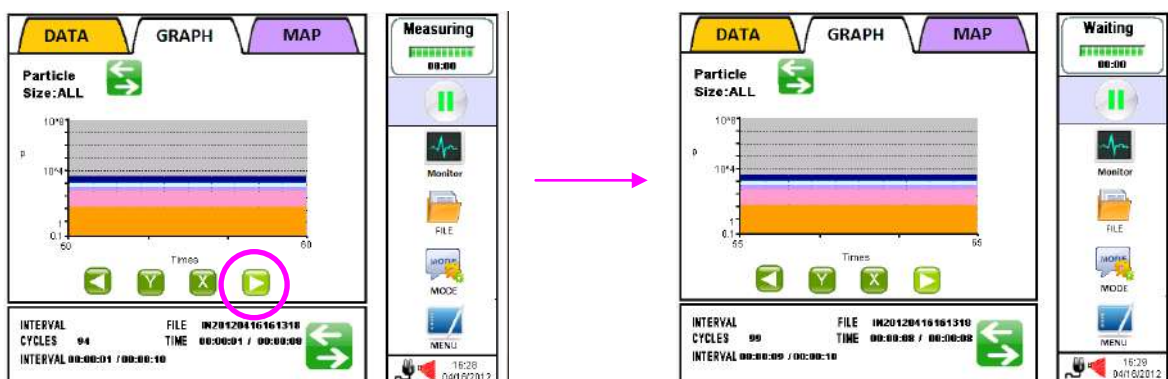 DATA GRAPH MAP
Particle
Size:ALL
10^8
p
10^4
1
0.1
60 60
Times
Y X
INTERVAL FILE IN20120416161318
CYCLES 94 TIME 00:00:01 / 00:00:08
INTERVAL 00:00:01 / 00:00:10
Measuring
00:00
Monitor
FILE
MODE
MODE
MENU
16:28
04/16/2012
DATA GRAPH MAP
Particle
Size:ALL
10^8
p
10^4
1
0.1
55 65
Times
Y X
INTERVAL FILE IN20120416161318
CYCLES 99 TIME 00:00:08 / 00:00:08
INTERVAL 00:00:09 / 00:00:10
Waiting
00:00
Monitor
FILE
MODE
MODE
MENU
16:29
04/16/2012